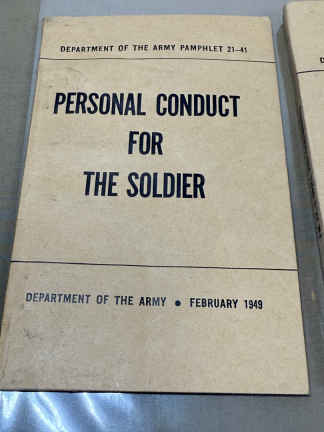 DEPARTMENT OF THE ARMY PAMPHLET 21-41
PERSONAL CONDUCT
FOR
THE SOLDIER
DEPARTMENT OF THE ARMY • FEBRUARY 1949